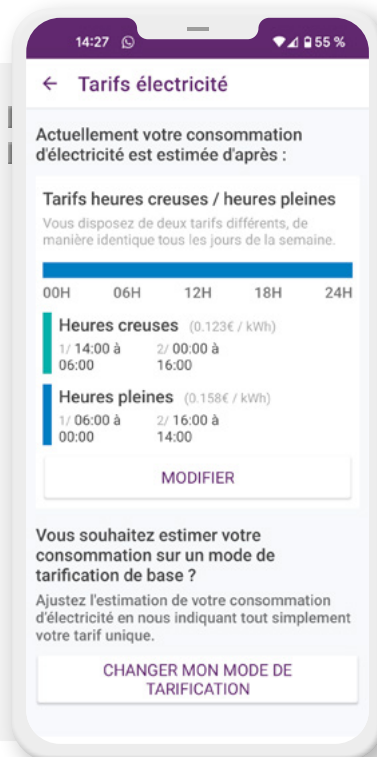 14:27 55 %
← Tarifs électricité
Actuellement votre consommation
d'électricité est estimée d'après :
Tarifs heures creuses / heures pleines
Vous disposez de deux tarifs différents, de
manière identique tous les jours de la semaine.
00H 06H 12H 18H 24H
Heures creuses (0.123€ / kWh)
1/ 14:00 à 2/ 00:00 à
06:00 16:00
Heures pleines (0.158€ / kWh)
1/ 06:00 à 2/ 16:00 à
00:00 14:00
MODIFIER
Vous souhaitez estimer votre
consommation sur un mode de
tarification de base ?
Ajustez l'estimation de votre consommation
d'électricité en nous indiquant tout simplement
votre tarif unique.
CHANGER MON MODE DE
TARIFICATION